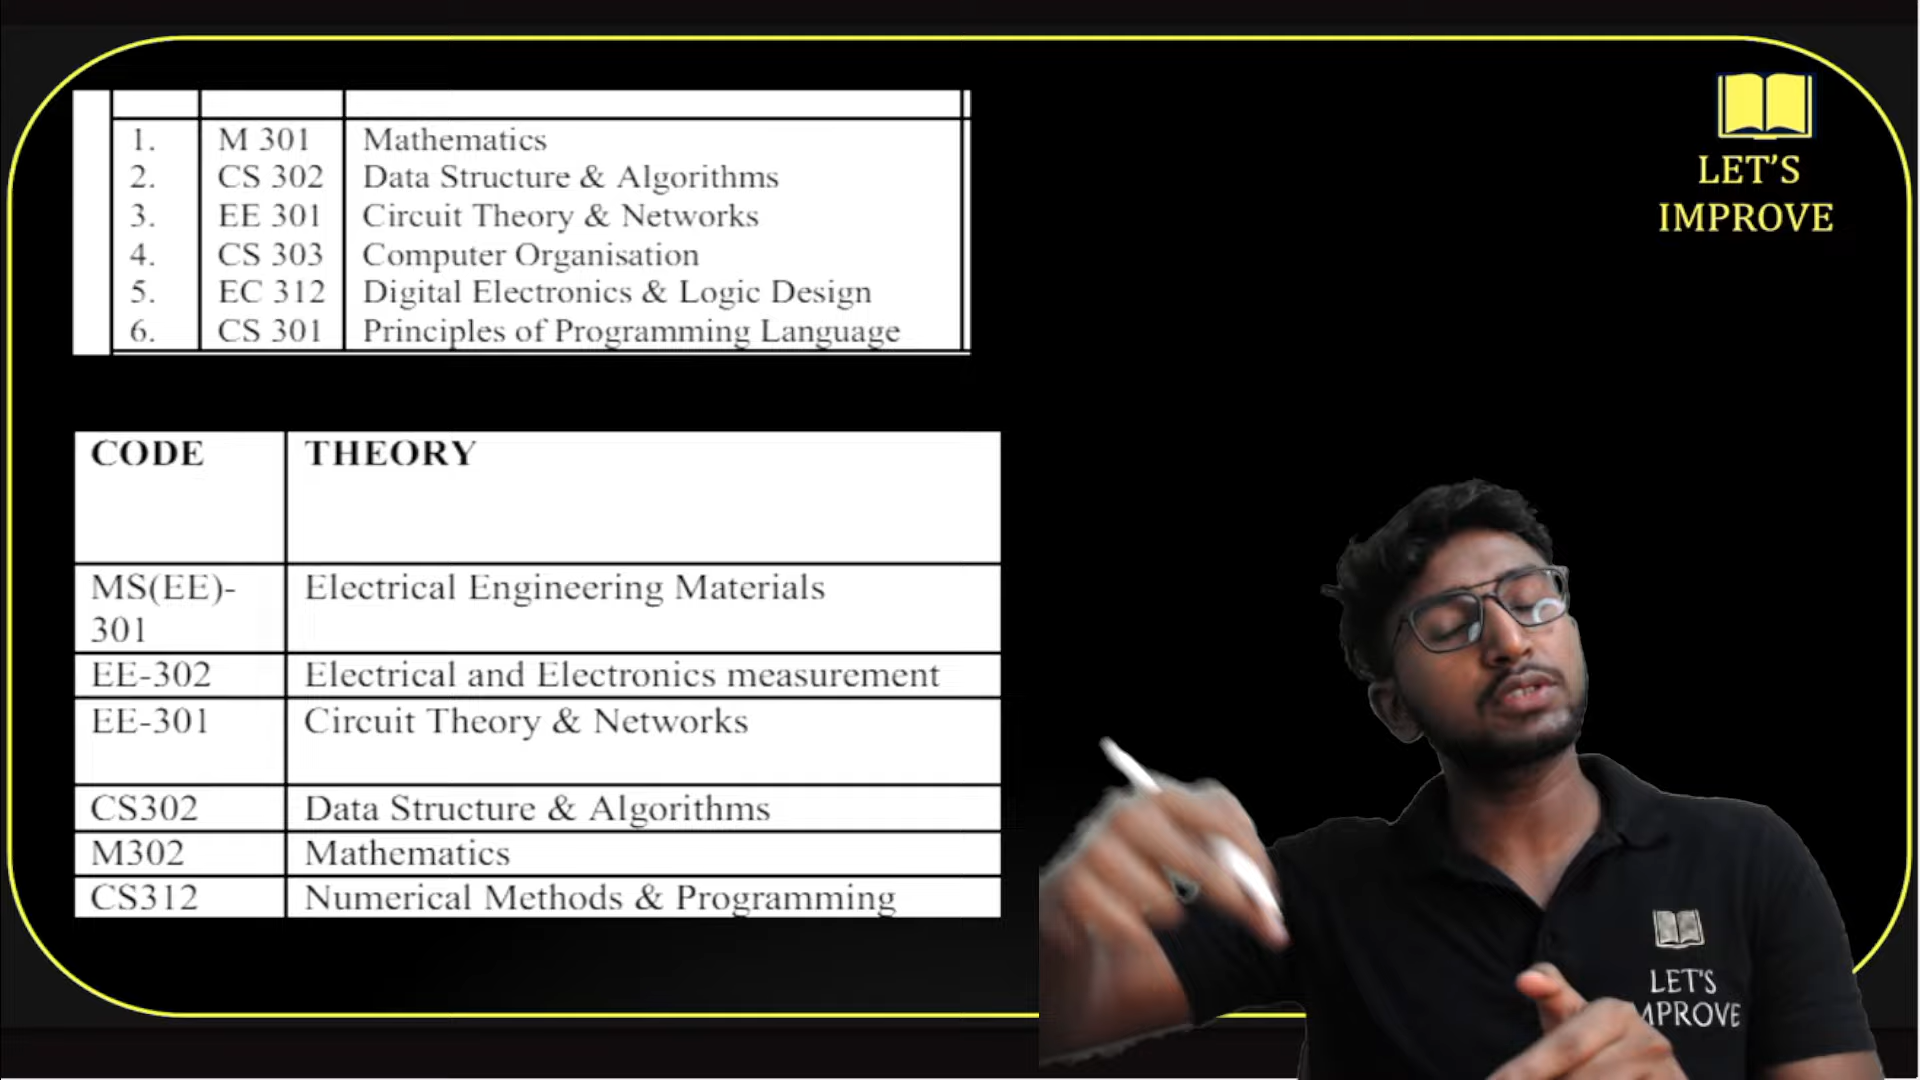 1. M 301 Mathematics
2. CS 302 Data Structure & Algorithms
3. EE 301 Circuit Theory & Networks
4. CS 303 Computer Organisation
5. EC 312 Digital Electronics & Logic Design
6. CS 301 Principles of Programming Language
CODE THEORY
MS(EE)- Electrical Engineering Materials
301
EE-302 Electrical and Electronics measurement
EE-301 Circuit Theory & Networks
CS302 Data Structure & Algorithms
M302 Mathematics
CS312 Numerical Methods & Programming
LET'S
IMPROVE
LET'S
MPROVE